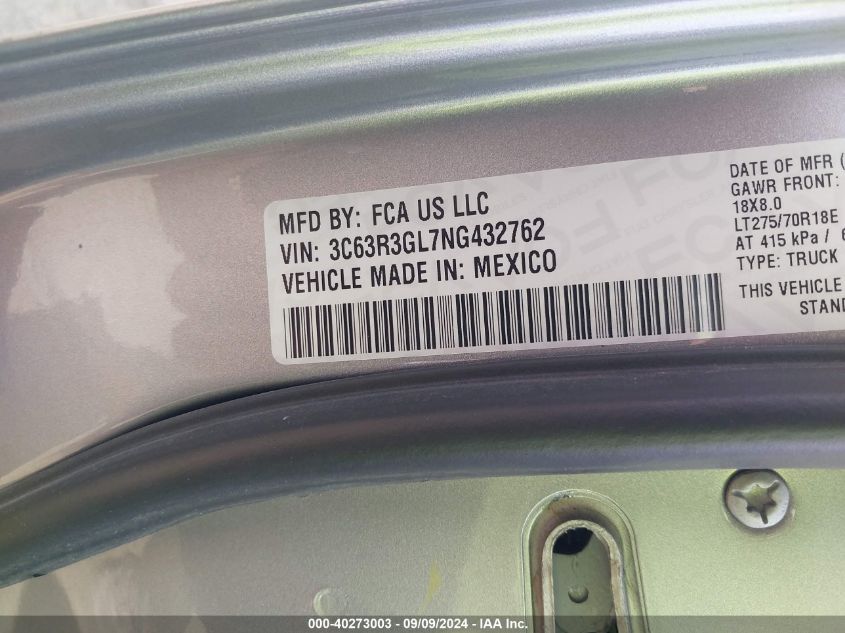 MFD BY: FCA US LLC
VIN: 3C63R3GL7NG432762
VEHICLE MADE IN: MEXICO
DATE OF MFR (
GAWR FRONT:
18X8.0
LT275/70R18E
AT 415 kPa /
TYPE: TRUCK
THIS VEHICLE
STAND
000-40273003 - 09/09/2024 - IAA Inc.